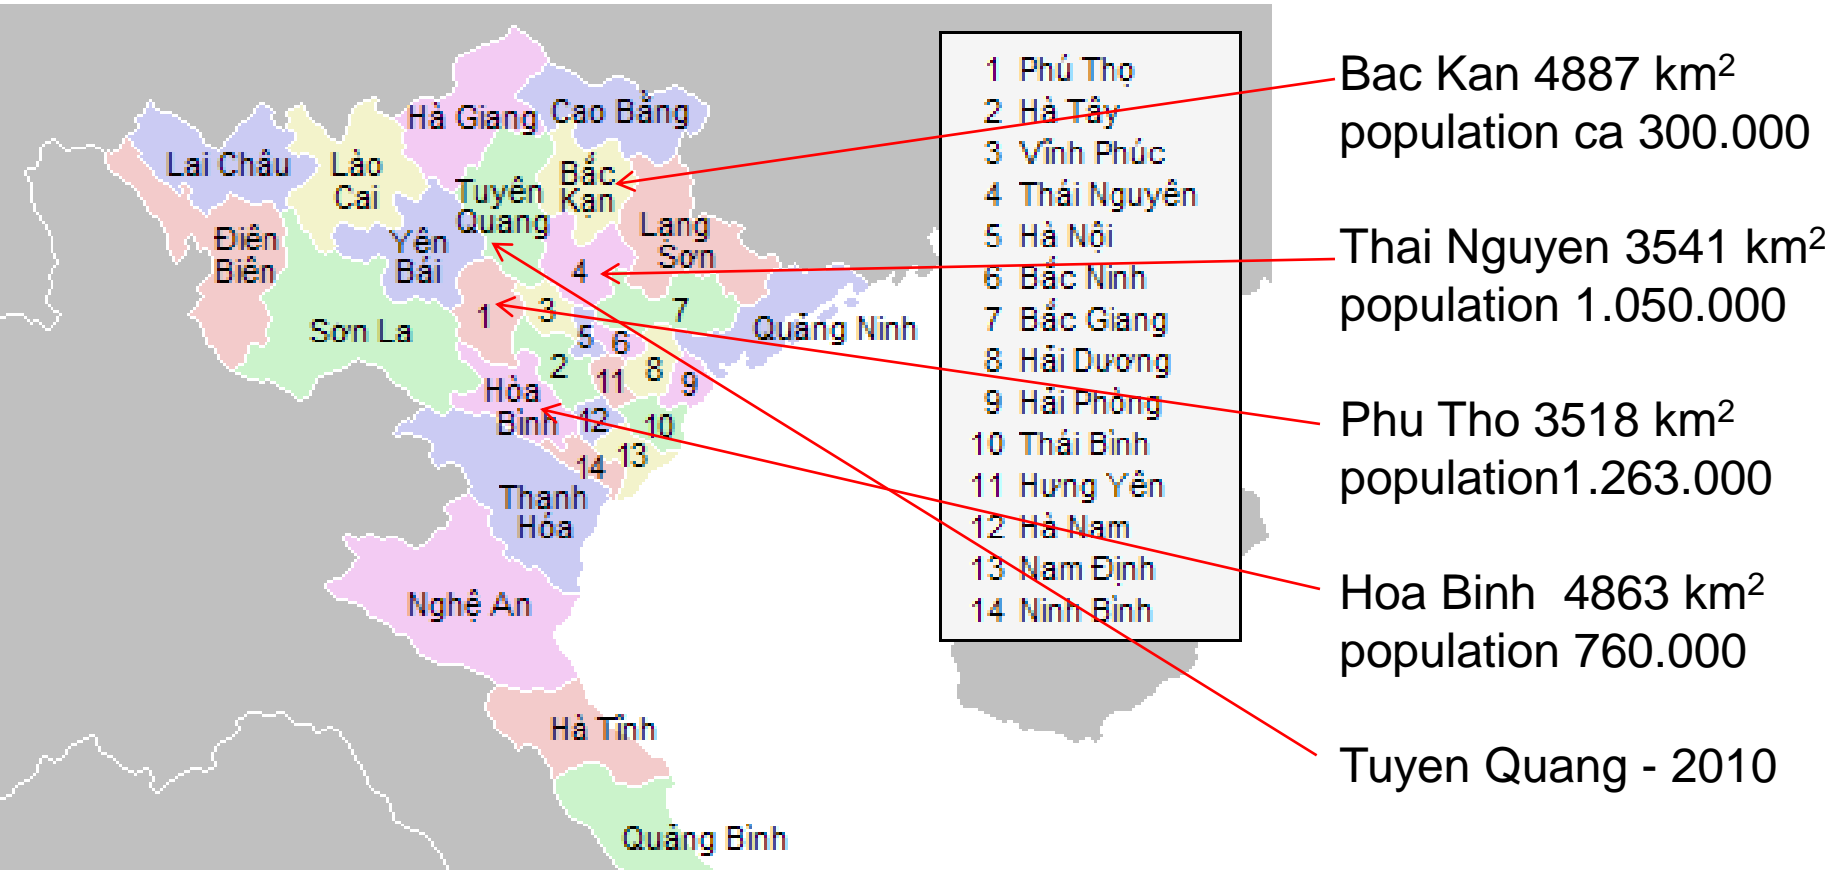 Hà Giang
Cao Bằng
Lai Châu
Lào
Cai
Bắc
Kạn
Tuyên
Quang
Điện
Biên
Yên
Bái
Lạng
Sơn
4
1
3
7
Sơn La
5
6
Quảng Ninh
2
11
8
9
Hòa
Bình
12
10
13
14
Thanh
Hóa
Nghệ An
Hà Tĩnh
Quảng Bình
1 Phú Thọ
2 Hà Tây
3 Vĩnh Phúc
4 Thái Nguyên
5 Hà Nội
6 Bắc Ninh
7 Bắc Giang
8 Hải Dương
9 Hải Phòng
10 Thái Bình
11 Hưng Yên
12 Hà Nam
13 Nam Định
14 Ninh Bình
Bac Kan 4887 km²
population ca 300.000
Thai Nguyen 3541 km²
population 1.050.000
Phu Tho 3518 km²
population1.263.000
Hoa Binh 4863 km²
population 760.000
Tuyen Quang - 2010